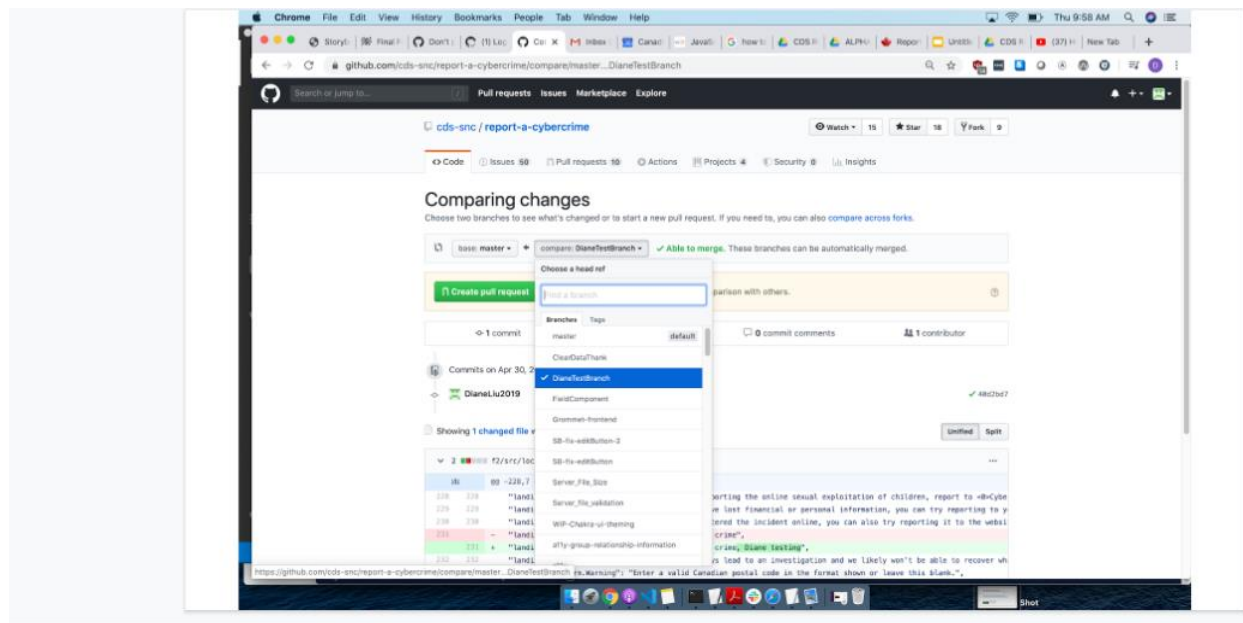 Chrome File Edit View History Bookmarks People Tab Window Help Thu 9:58 AM
New Tab
github.com/cds-snc/report-a-cybercrime/compare/master...DianeTestBranch
Search or jump to... Pull requests Issues Marketplace Explore
cds-snc / report-a-cybercrime Watch 15 Star 18 Fork 9
Code Issues 50 Pull requests 10 Actions Projects 4 Security 0 Insights
Comparing changes
Choose two branches to see what's changed or to start a new pull request. If you need to, you can also compare across forks.
base: master compare: DianeTestBranch Able to merge. These branches can be automatically merged.
Choose a head ref
Create pull request Find a branch parison with others.
Branches Tags
1 commit master default 0 commit comments 1 contributor
ClearDataThank
Commits on Apr 30, 2
DianeTestBranch
DianeLiu2019 FieldComponent 48d2bd7
Grommet-frontend
Showing 1 changed file Unified Split
SB-fix-editButton-2
2 f2/src/loc SB-fix-editButton
@@ -228,7 Server_File_Size
228 228 "landi porting the online sexual exploitation of children, report to <0>Cybe
229 229 "landi Server_file_validation ve lost financial or personal information, you can try reporting to y
230 230 "landi WIP-Chakra-ui-theming tered the incident online, you can also try reporting it to the websi
231 - "landi crime",
231 + "landi a11y-group-relationship-information crime, Diane testing",
232 232 "landi ys lead to an investigation and we likely won't be able to recover wh
https://github.com/cds-snc/report-a-cybercrime/compare/master...DianeTestBranch rm.Warning": "Enter a valid Canadian postal code in the format shown or leave this blank.",
Shot